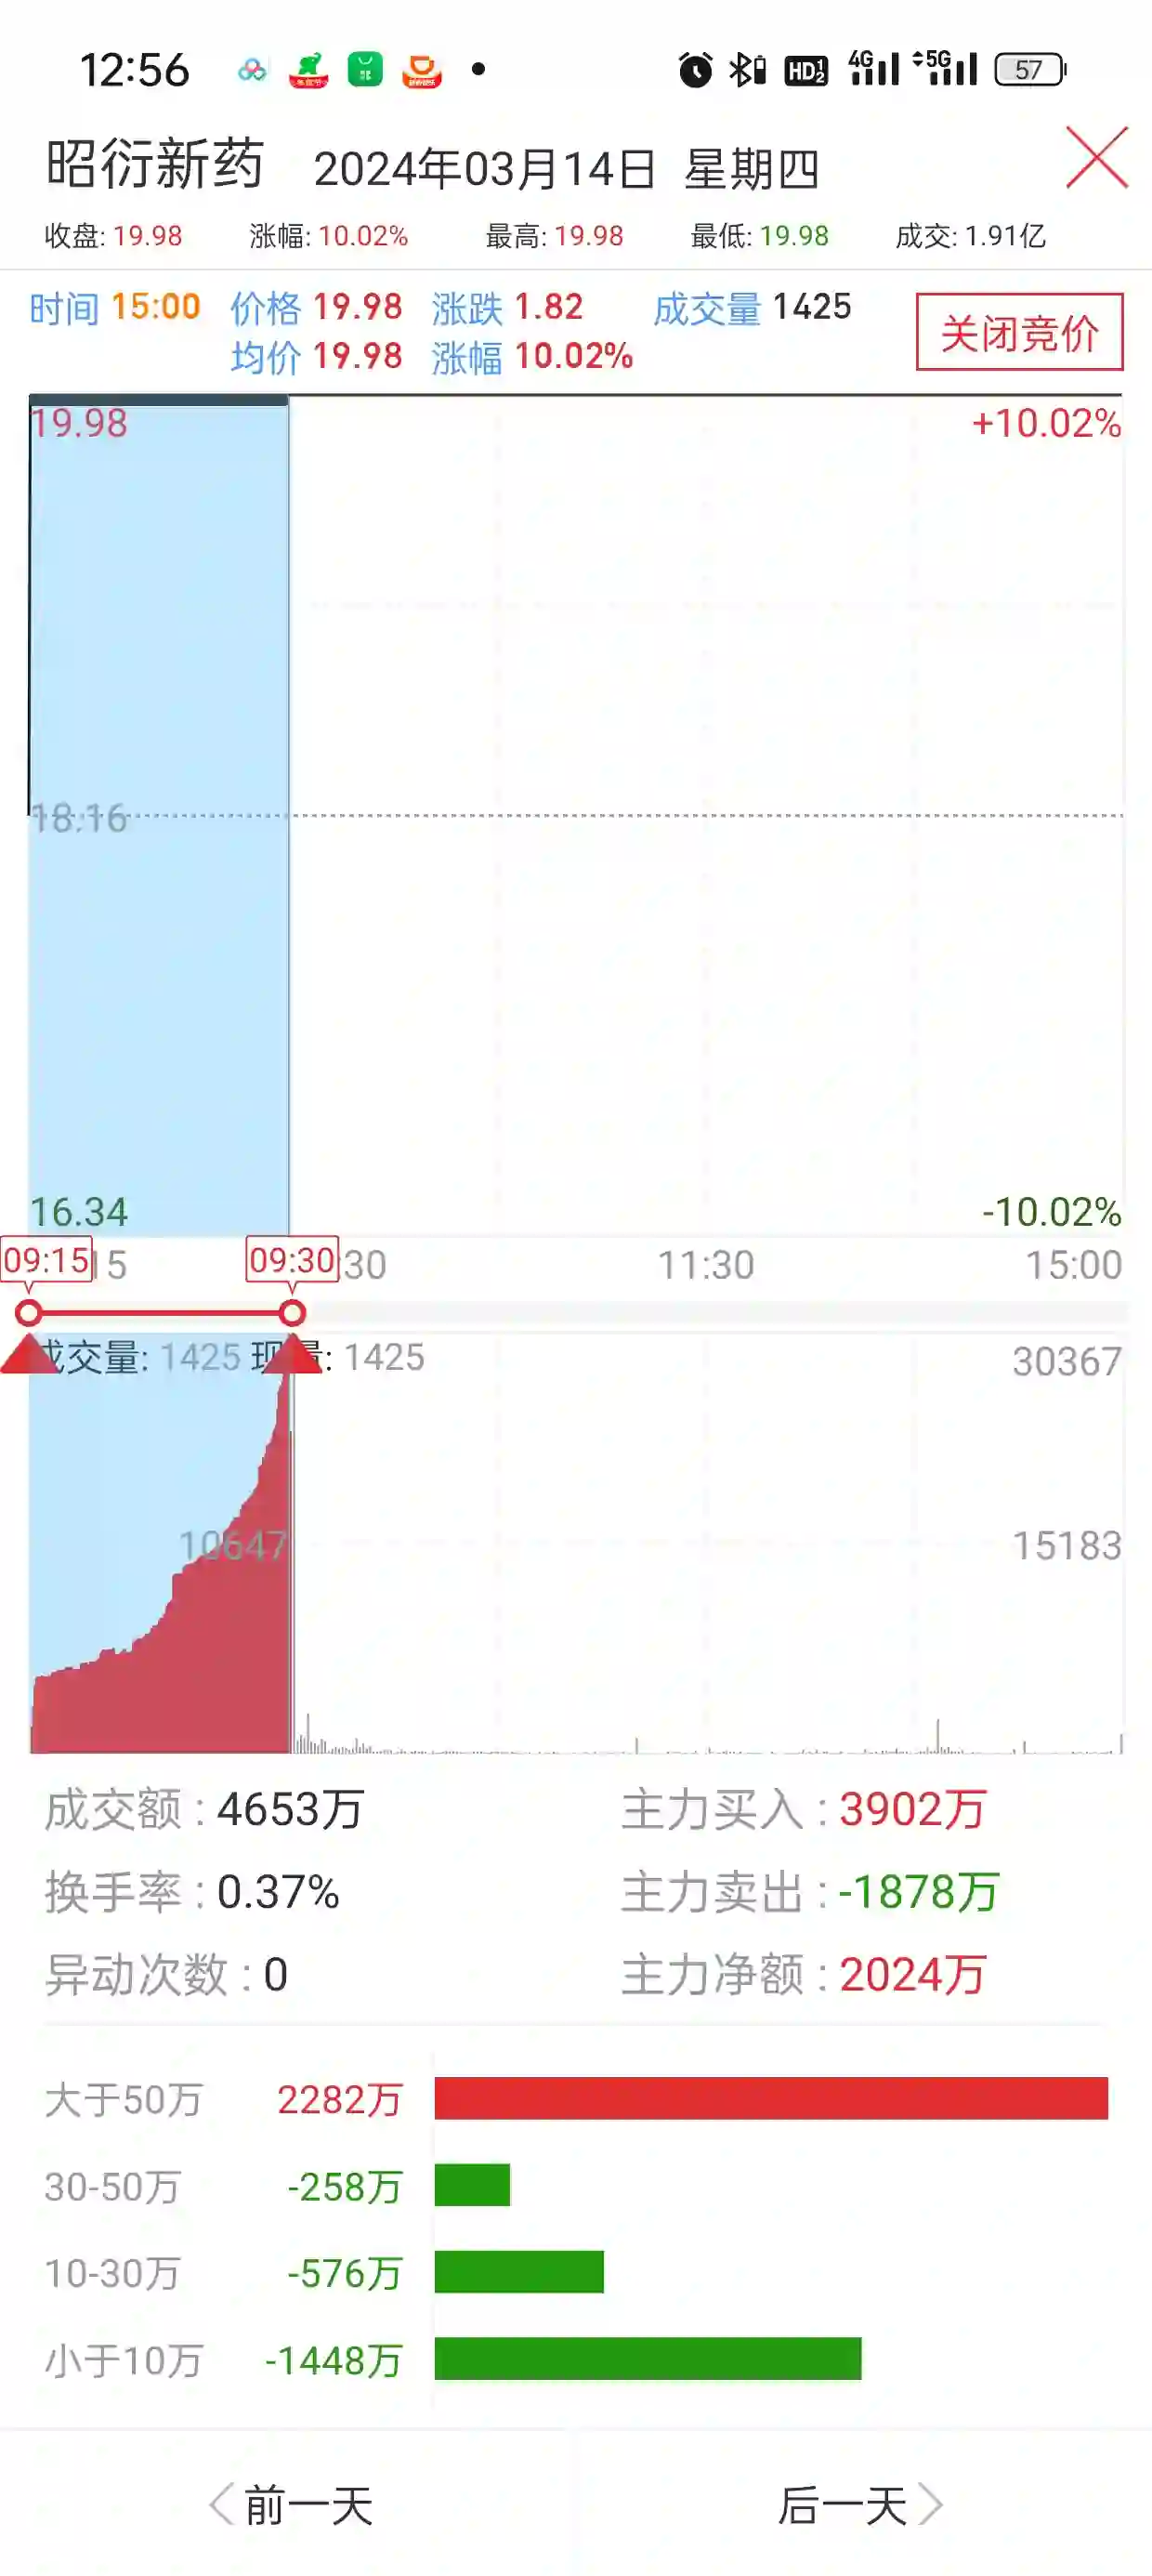 12:56 HD 1 2 4G 5G 57
昭衍新药 2024年03月14日 星期四
收盘: 19.98 涨幅: 10.02% 最高: 19.98 最低: 19.98 成交: 1.91亿
时间 15:00 价格 19.98 涨跌 1.82 成交量 1425
均价 19.98 涨幅 10.02%
关闭竞价
19.98 +10.02%
18.16
16.34 -10.02%
09:15 15 09:30 :30 11:30 15:00
成交量: 1425 现量: 1425 30367
10647 15183
成交额 : 4653万 主力买入 : 3902万
换手率 : 0.37% 主力卖出 : -1878万
异动次数 : 0 主力净额 : 2024万
大于50万 2282万
30-50万 -258万
10-30万 -576万
小于10万 -1448万
前一天 后一天